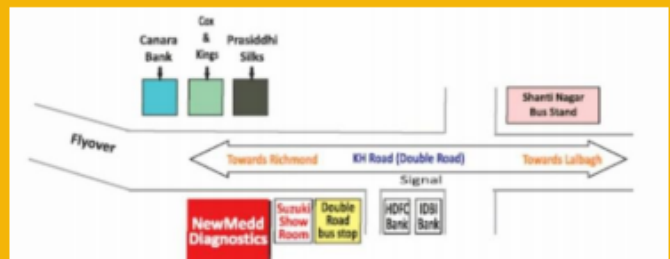 Canara
Bank
Cox
&
Kings
Prasiddhi
Silks
Shanti Nagar
Bus Stand
Flyover
Towards Richmond
KH Road (Double Road)
Towards Lalbagh
Signal
NewMedd
Diagnostics
Suzuki
Show
Room
Double
Road
bus stop
HDFC
Bank
IDBI
Bank